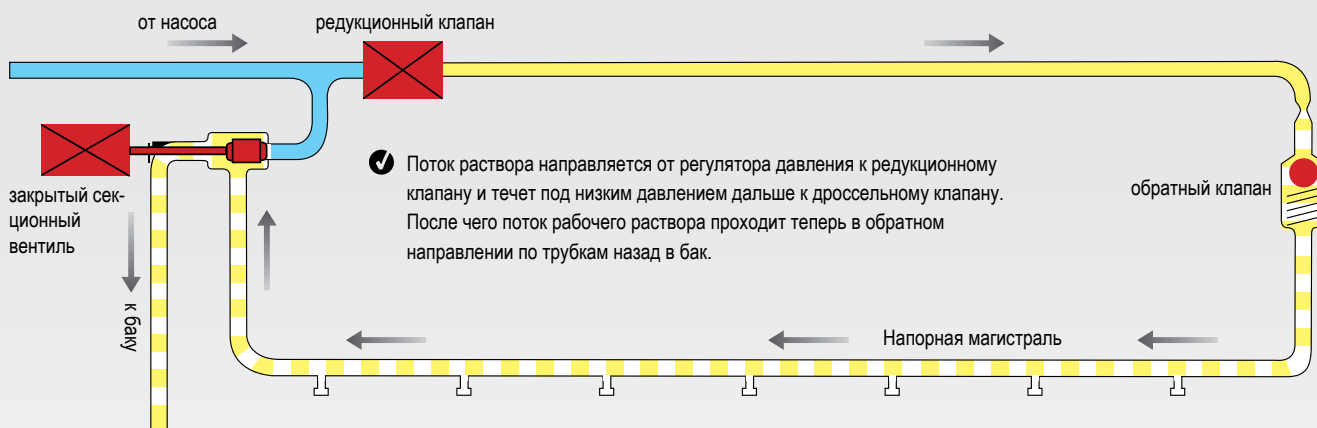 от насоса
редукционный клапан
закрытый сек-
ционный
вентиль
Поток раствора направляется от регулятора давления к редукционному
клапану и течет под низким давлением дальше к дроссельному клапану.
После чего поток рабочего раствора проходит теперь в обратном
направлении по трубкам назад в бак.
обратный клапан
к баку
Напорная магистраль